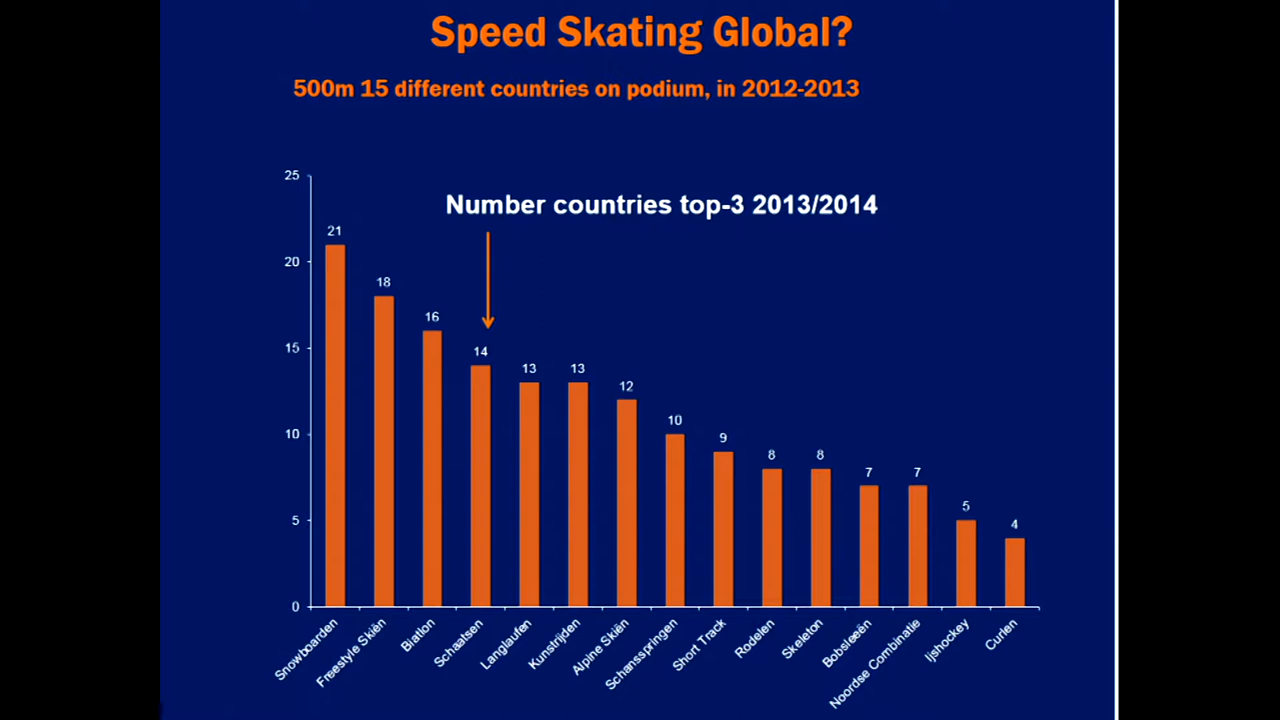 Speed Skating Global?
500m 15 different countries on podium, in 2012-2013
Number countries top-3 2013/2014
25
20
15
10
5
0
21
18
16
14
13
13
12
10
9
8
8
7
7
5
4
Snowboarden
Freestyle Skiën
Biatlon
Schaatsen
Langlaufen
Kunstrijden
Alpine Skiën
Schansspringen
Short Track
Rodelen
Skeleton
Bobsleeën
Noordse Combinatie
Ijshockey
Curlen